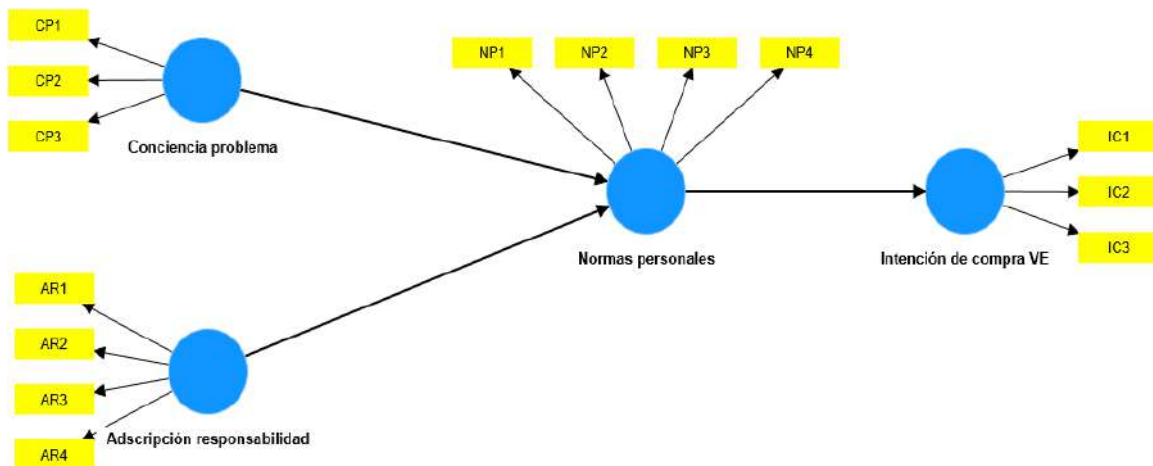 CP1
CP2
CP3
Conciencia problema
NP1
NP2
NP3
NP4
Normas personales
IC1
IC2
IC3
Intención de compra VE
AR1
AR2
AR3
AR4
Adscripción responsabilidad